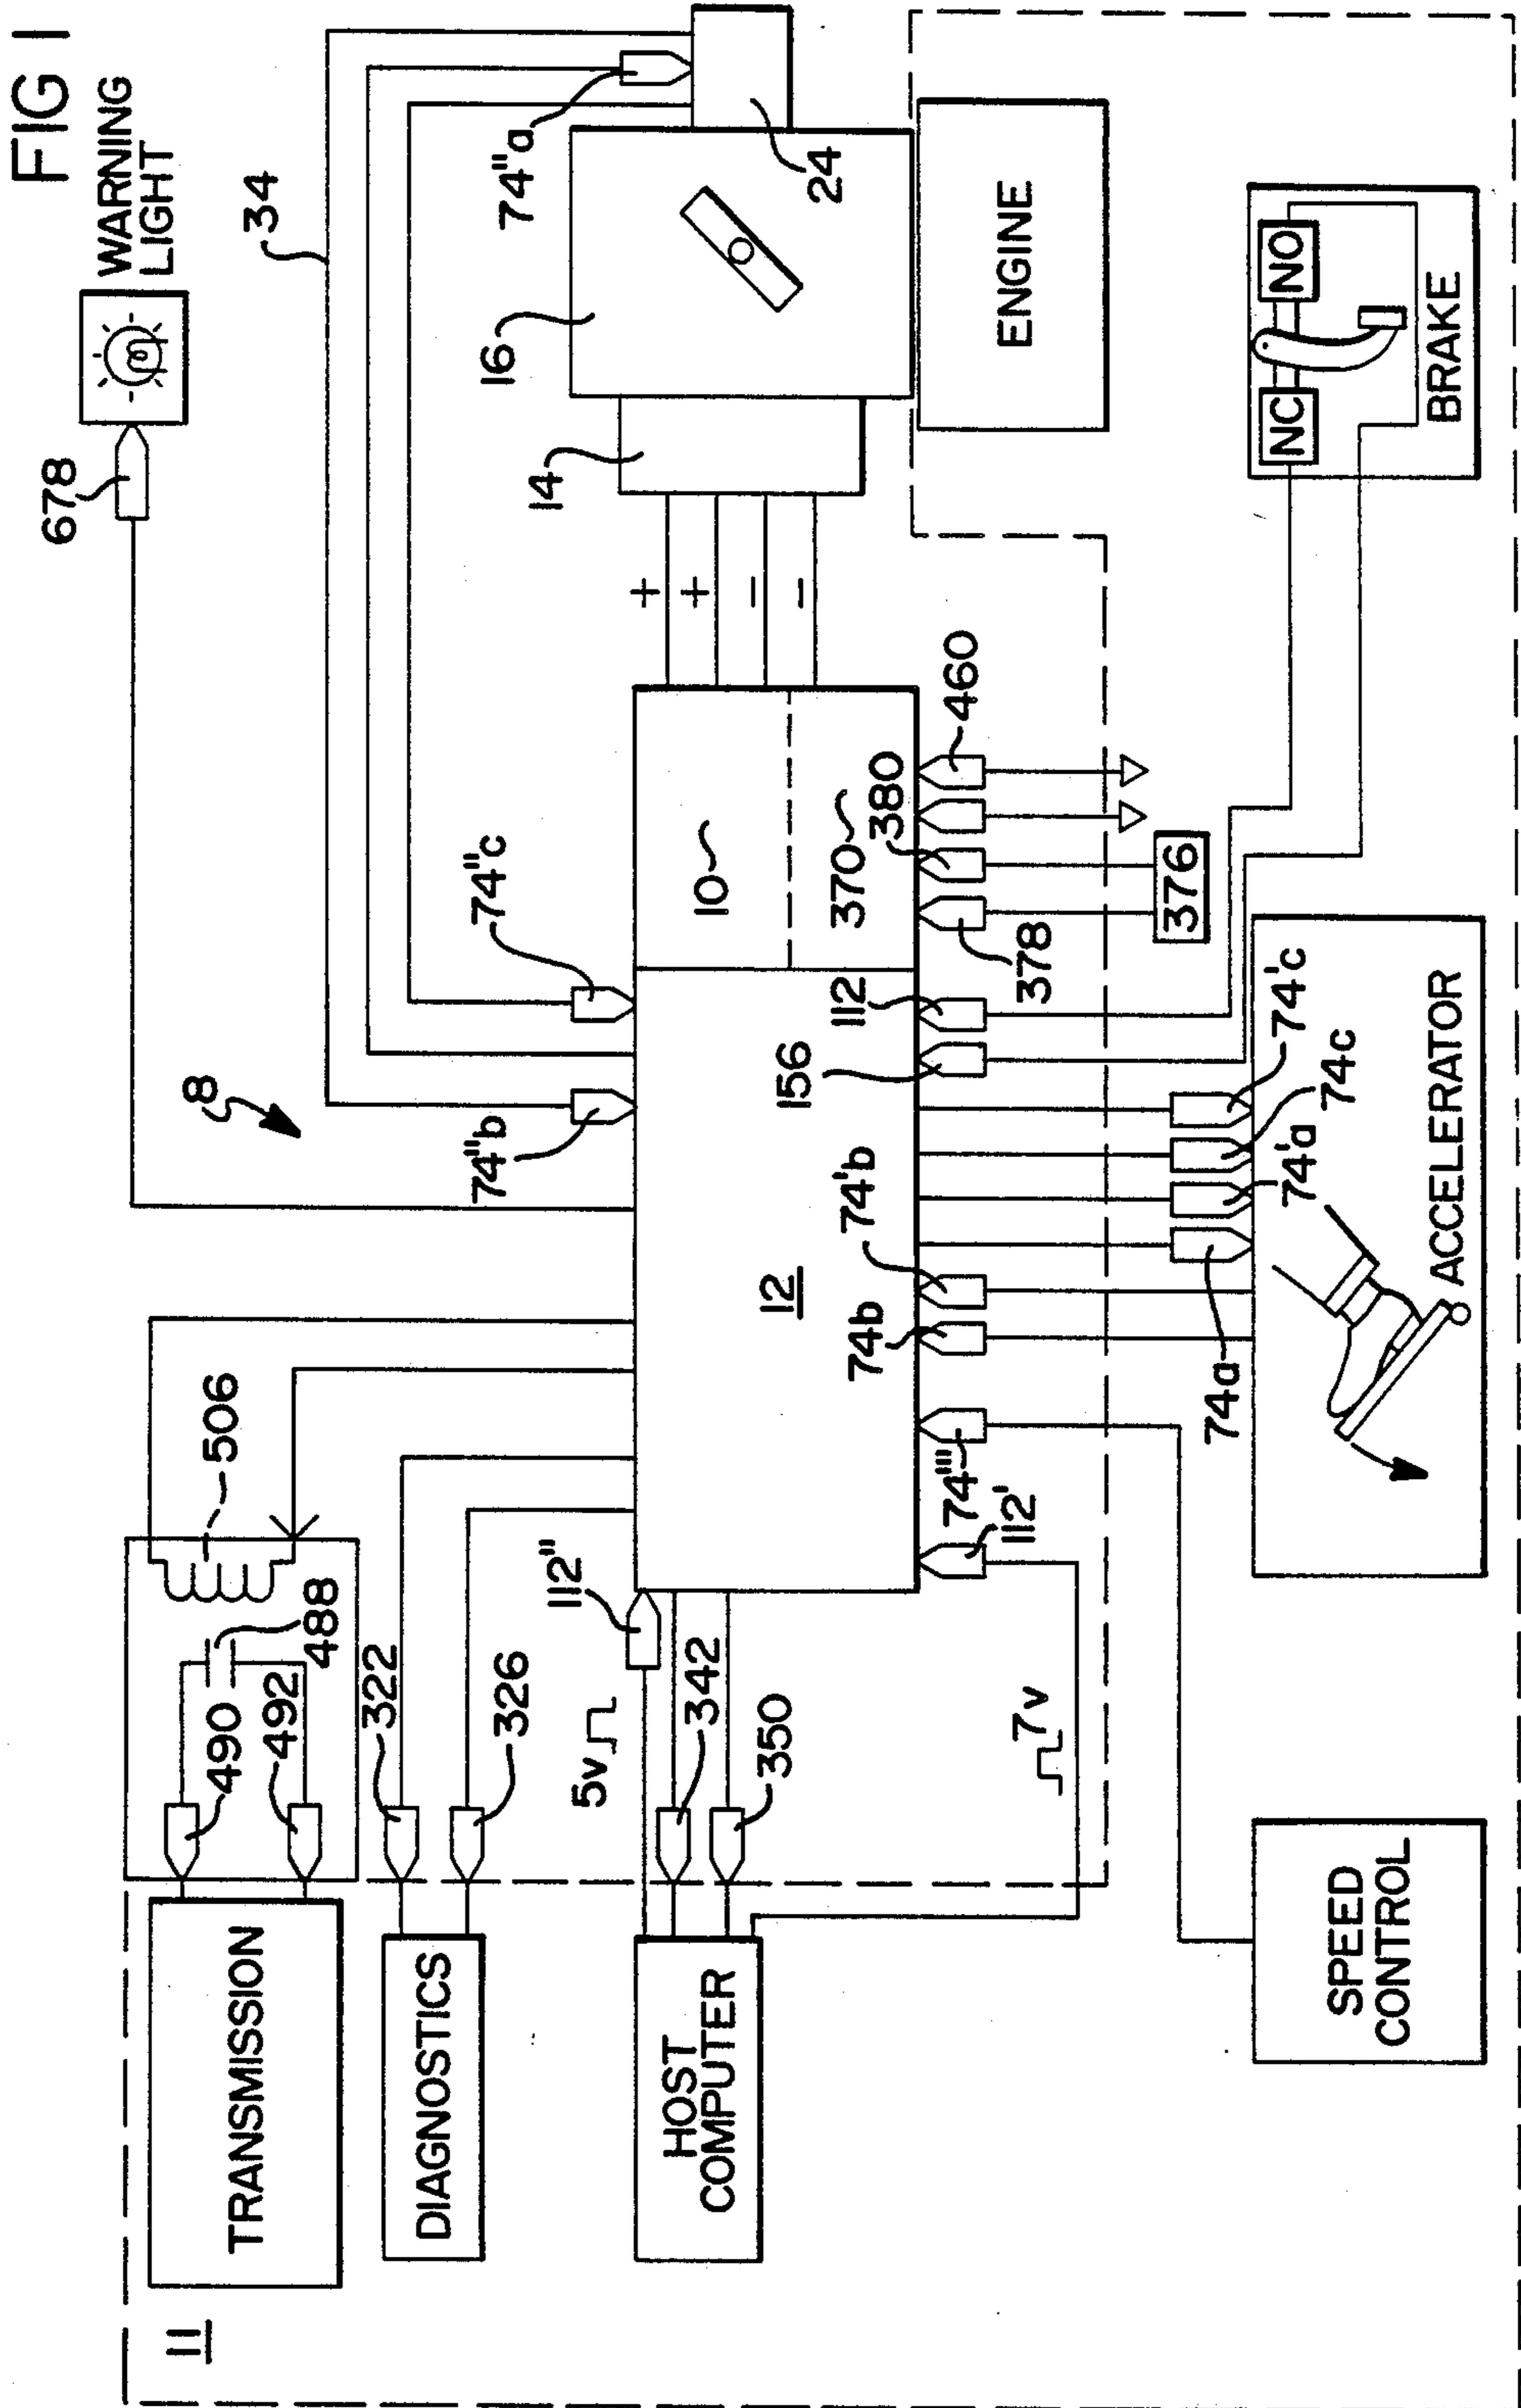 FIG 1
WARNING
LIGHT
678
34
8
74"a
74"b
74"c
16
14
24
ENGINE
+
+
−
−
506
488
490
492
322
326
TRANSMISSION
11
DIAGNOSTICS
HOST
COMPUTER
5v
112"
342
350
7v
12
10
370
380
460
378
376
112
156
74'b
74b
74'''
112'
74a
74'a
74c
74'c
ACCELERATOR
NC
NO
BRAKE
SPEED
CONTROL